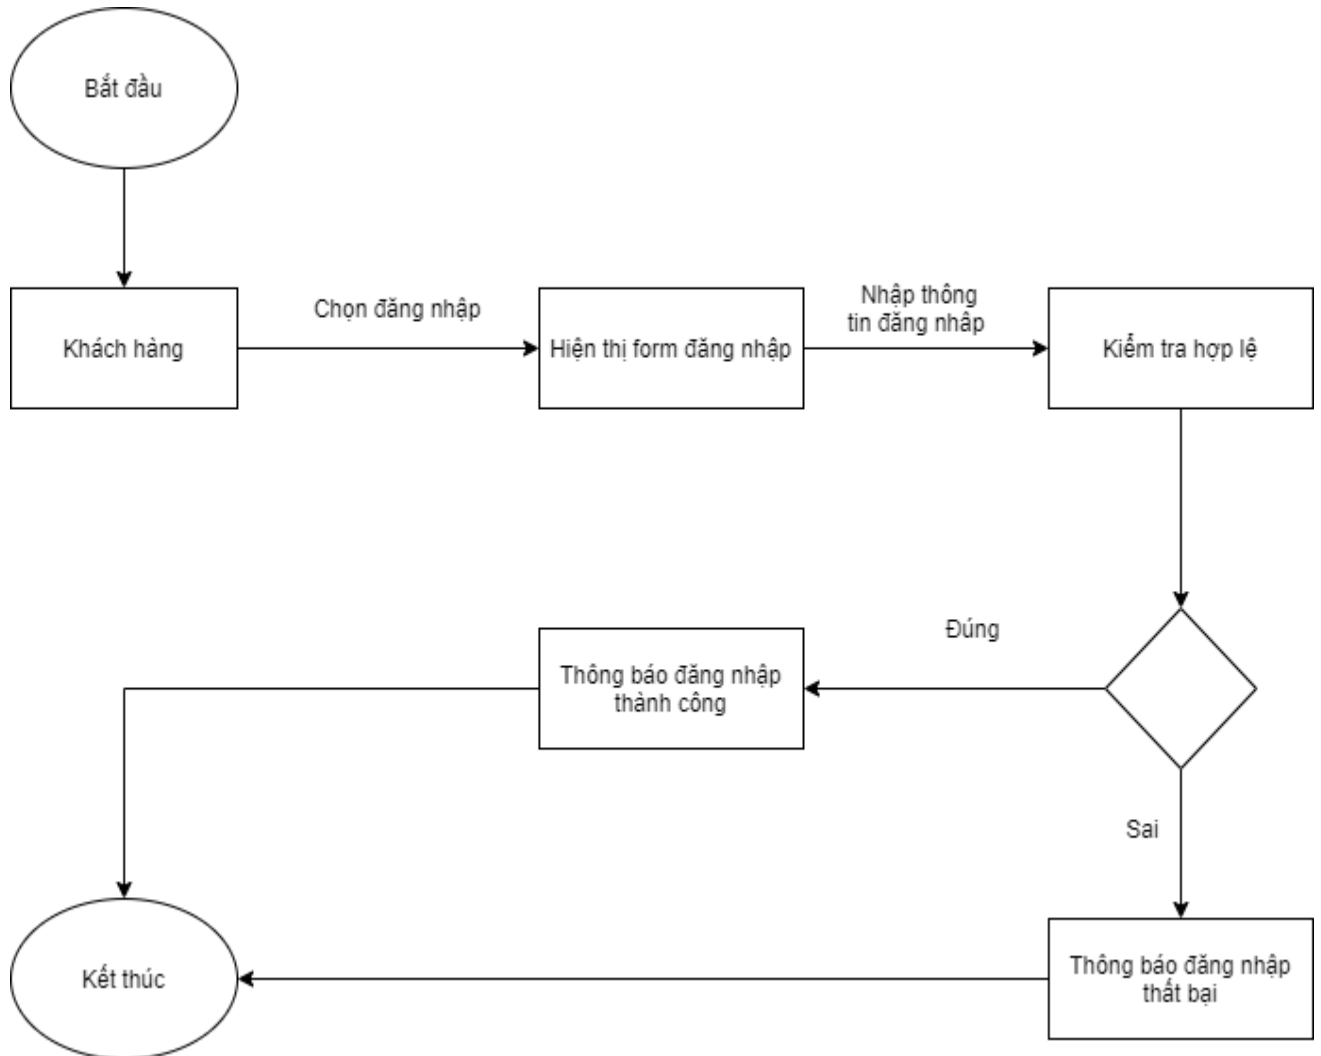 Bắt đầu
Chọn đăng nhập
Nhập thông
tin đăng nhâp
Khách hàng
Hiện thị form đăng nhập
Kiểm tra hợp lệ
Đúng
Thông báo đăng nhập
thành công
Sai
Kết thúc
Thông báo đăng nhập
thất bại